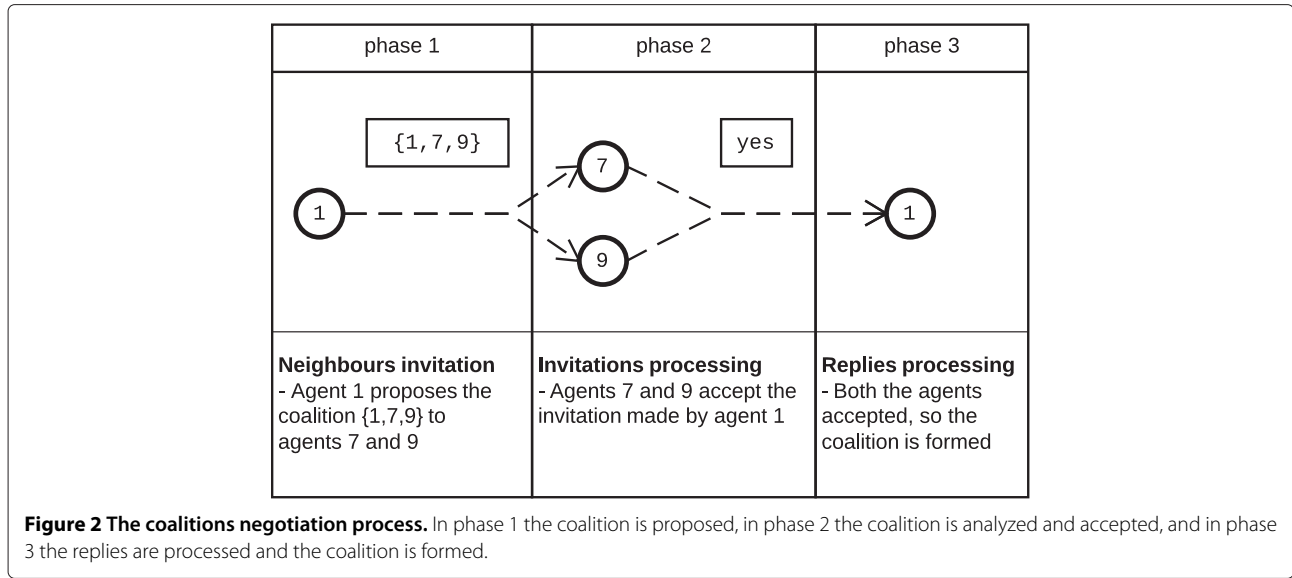 phase 1
phase 2
phase 3
{1,7,9}
yes
1
7
9
1
Neighbours invitation
- Agent 1 proposes the
coalition {1,7,9} to
agents 7 and 9
Invitations processing
- Agents 7 and 9 accept the
invitation made by agent 1
Replies processing
- Both the agents
accepted, so the
coalition is formed
Figure 2 The coalitions negotiation process. In phase 1 the coalition is proposed, in phase 2 the coalition is analyzed and accepted, and in phase
3 the replies are processed and the coalition is formed.